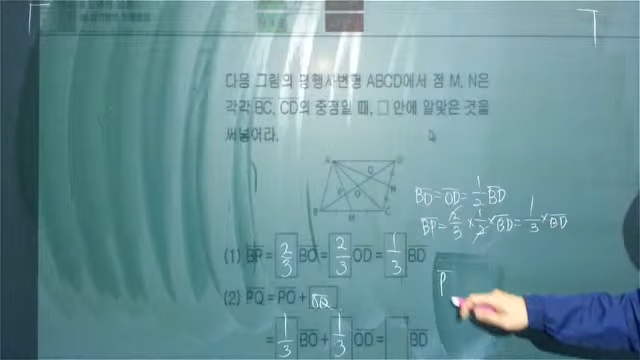 다음 그림의 평행사변형 ABCD에서 점 M, N은
각각 BC, CD의 중점일 때, □ 안에 알맞은 것을
써넣어라.
A D
Q
N
P O
B M C
BO=OD=1/2 BD
BP=2/3×1/2×BD=1/3×BD
(1) BP=2/3 BO=2/3 OD=1/3 BD
(2) PQ=PO+OQ
=1/3 BO+1/3 OD=□ BD
P